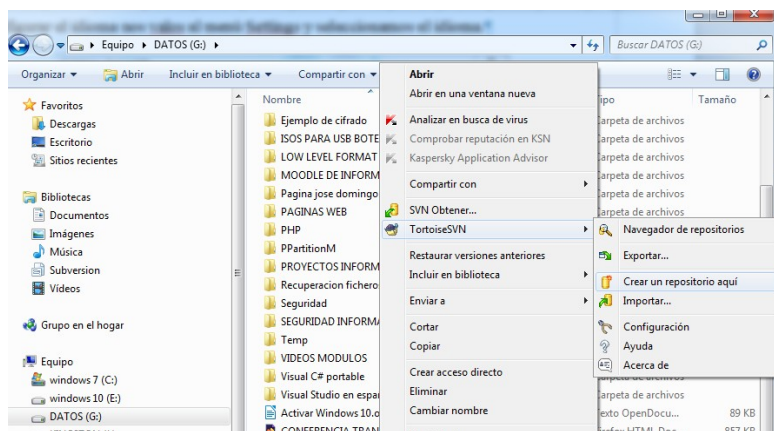 Equipo ▸ DATOS (G:) ▸
Buscar DATOS (G:)
Organizar
Abrir
Incluir en biblioteca
Compartir con
Favoritos
Descargas
Escritorio
Sitios recientes
Bibliotecas
Documentos
Imágenes
Música
Subversion
Vídeos
Grupo en el hogar
Equipo
windows 7 (C:)
windows 10 (E:)
DATOS (G:)
Nombre
Ejemplo de cifrado
ISOS PARA USB BOTE
LOW LEVEL FORMAT
MOODLE DE INFORM
Pagina jose domingo
PAGINAS WEB
PHP
PPartitionM
PROYECTOS INFORM
Recuperacion fichero
Seguridad
SEGURIDAD INFORMA
Temp
VIDEOS MODULOS
Visual C# portable
Visual Studio en espa
Activar Windows 10.o
CONFERENCIA TRAN
Abrir
Abrir en una ventana nueva
Analizar en busca de virus
Comprobar reputación en KSN
Kaspersky Application Advisor
Compartir con
SVN Obtener...
TortoiseSVN
Restaurar versiones anteriores
Incluir en biblioteca
Enviar a
Cortar
Copiar
Crear acceso directo
Eliminar
Cambiar nombre
ipo
Tamaño
arpeta de archivos
arpeta de archivos
arpeta de archivos
arpeta de archivos
arpeta de archivos
arpeta de archivos
Navegador de repositorios
Exportar...
Crear un repositorio aquí
Importar...
Configuración
Ayuda
Acerca de
arpeta de archivos
arpeta de archivos
exto OpenDocu...
89 KB
857 KB